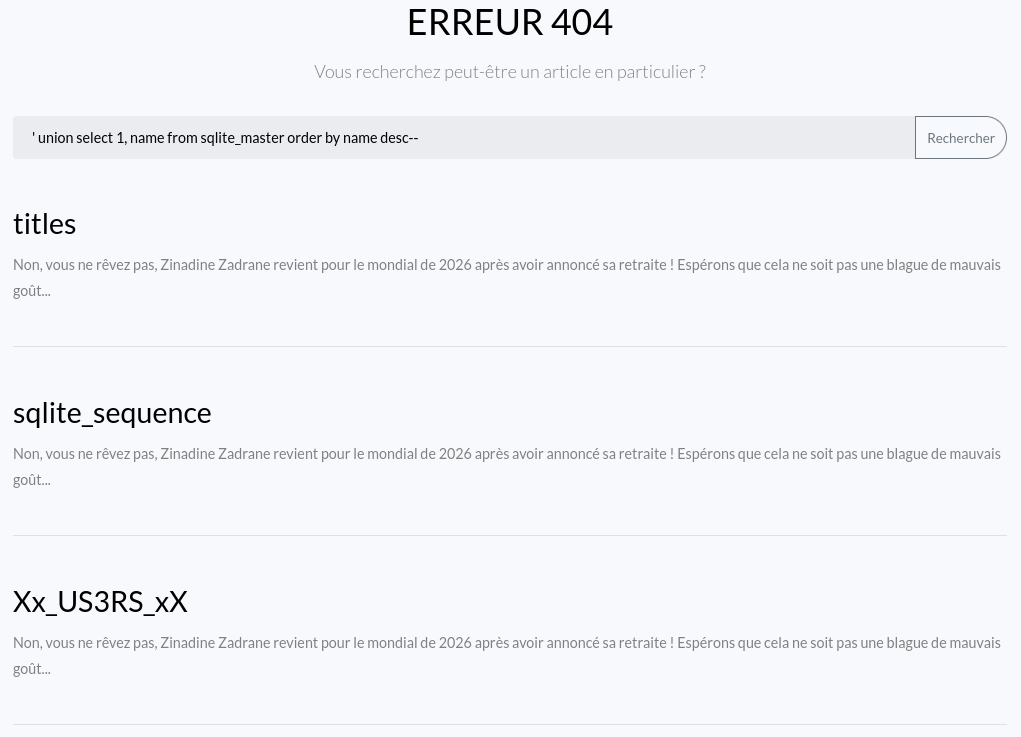 ERREUR 404
Vous recherchez peut-être un article en particulier ?
' union select 1, name from sqlite_master order by name desc--
Rechercher
titles
Non, vous ne rêvez pas, Zinadine Zadrane revient pour le mondial de 2026 après avoir annoncé sa retraite ! Espérons que cela ne soit pas une blague de mauvais
goût...
sqlite_sequence
Non, vous ne rêvez pas, Zinadine Zadrane revient pour le mondial de 2026 après avoir annoncé sa retraite ! Espérons que cela ne soit pas une blague de mauvais
goût...
Xx_US3RS_xX
Non, vous ne rêvez pas, Zinadine Zadrane revient pour le mondial de 2026 après avoir annoncé sa retraite ! Espérons que cela ne soit pas une blague de mauvais
goût...